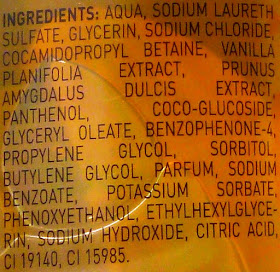 INGREDIENTS: AQUA, SODIUM LAURETH
SULFATE, GLYCERIN, SODIUM CHLORIDE,
COCAMIDOPROPYL BETAINE, VANILLA
PLANIFOLIA EXTRACT, PRUNUS
AMYGDALUS DULCIS EXTRACT,
PANTHENOL, COCO-GLUCOSIDE,
GLYCERYL OLEATE, BENZOPHENONE-4,
PROPYLENE GLYCOL, SORBITOL
BUTYLENE GLYCOL, PARFUM, SODIUM
BENZOATE, POTASSIUM SORBATE,
PHENOXYETHANOL, ETHYLHEXYLGLYCE-
RIN, SODIUM HYDROXIDE, CITRIC ACID,
CI 19140, CI 15985.